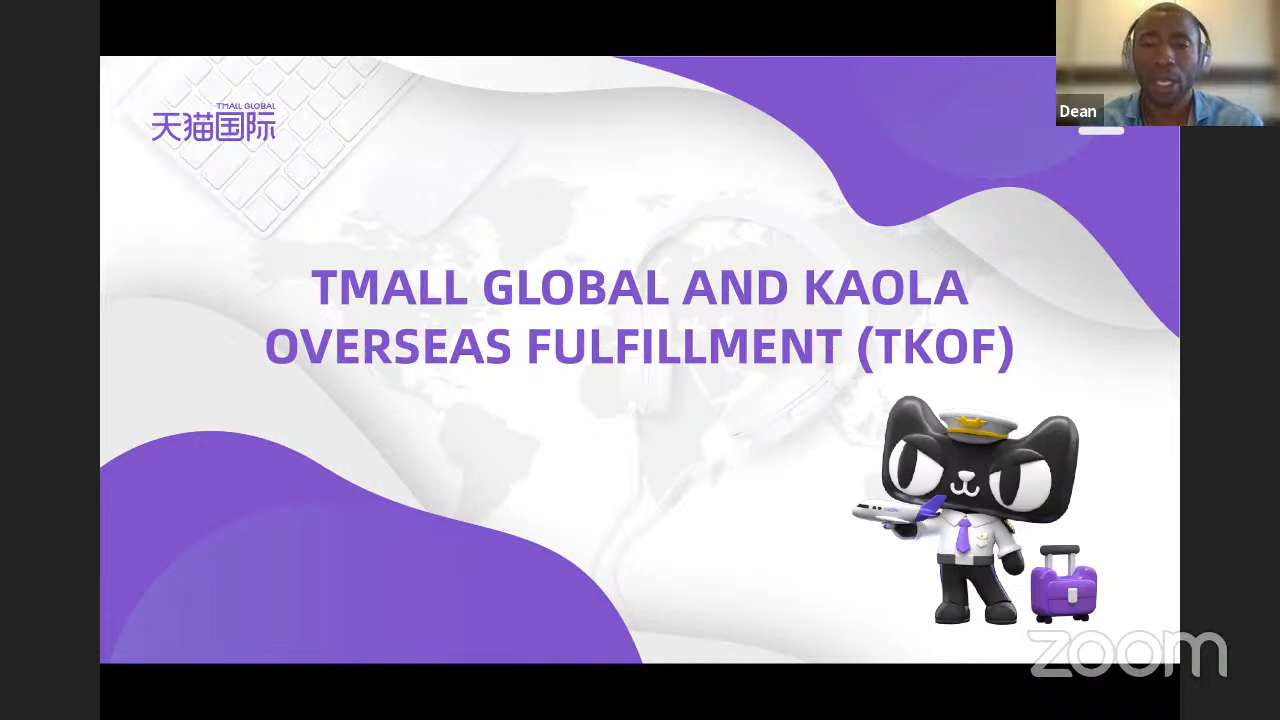 Dean
TMALL GLOBAL
天猫国际
TMALL GLOBAL AND KAOLA
OVERSEAS FULFILLMENT (TKOF)
zoom